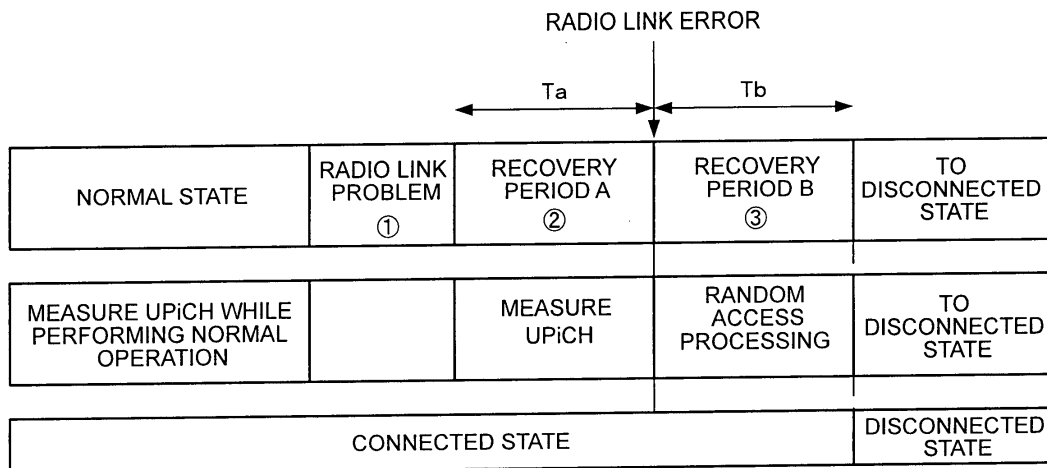 RADIO LINK ERROR
Ta
Tb
NORMAL STATE
RADIO LINK
PROBLEM
①
RECOVERY
PERIOD A
②
RECOVERY
PERIOD B
③
TO
DISCONNECTED
STATE
MEASURE UPiCH WHILE
PERFORMING NORMAL
OPERATION
MEASURE
UPiCH
RANDOM
ACCESS
PROCESSING
TO
DISCONNECTED
STATE
CONNECTED STATE
DISCONNECTED
STATE